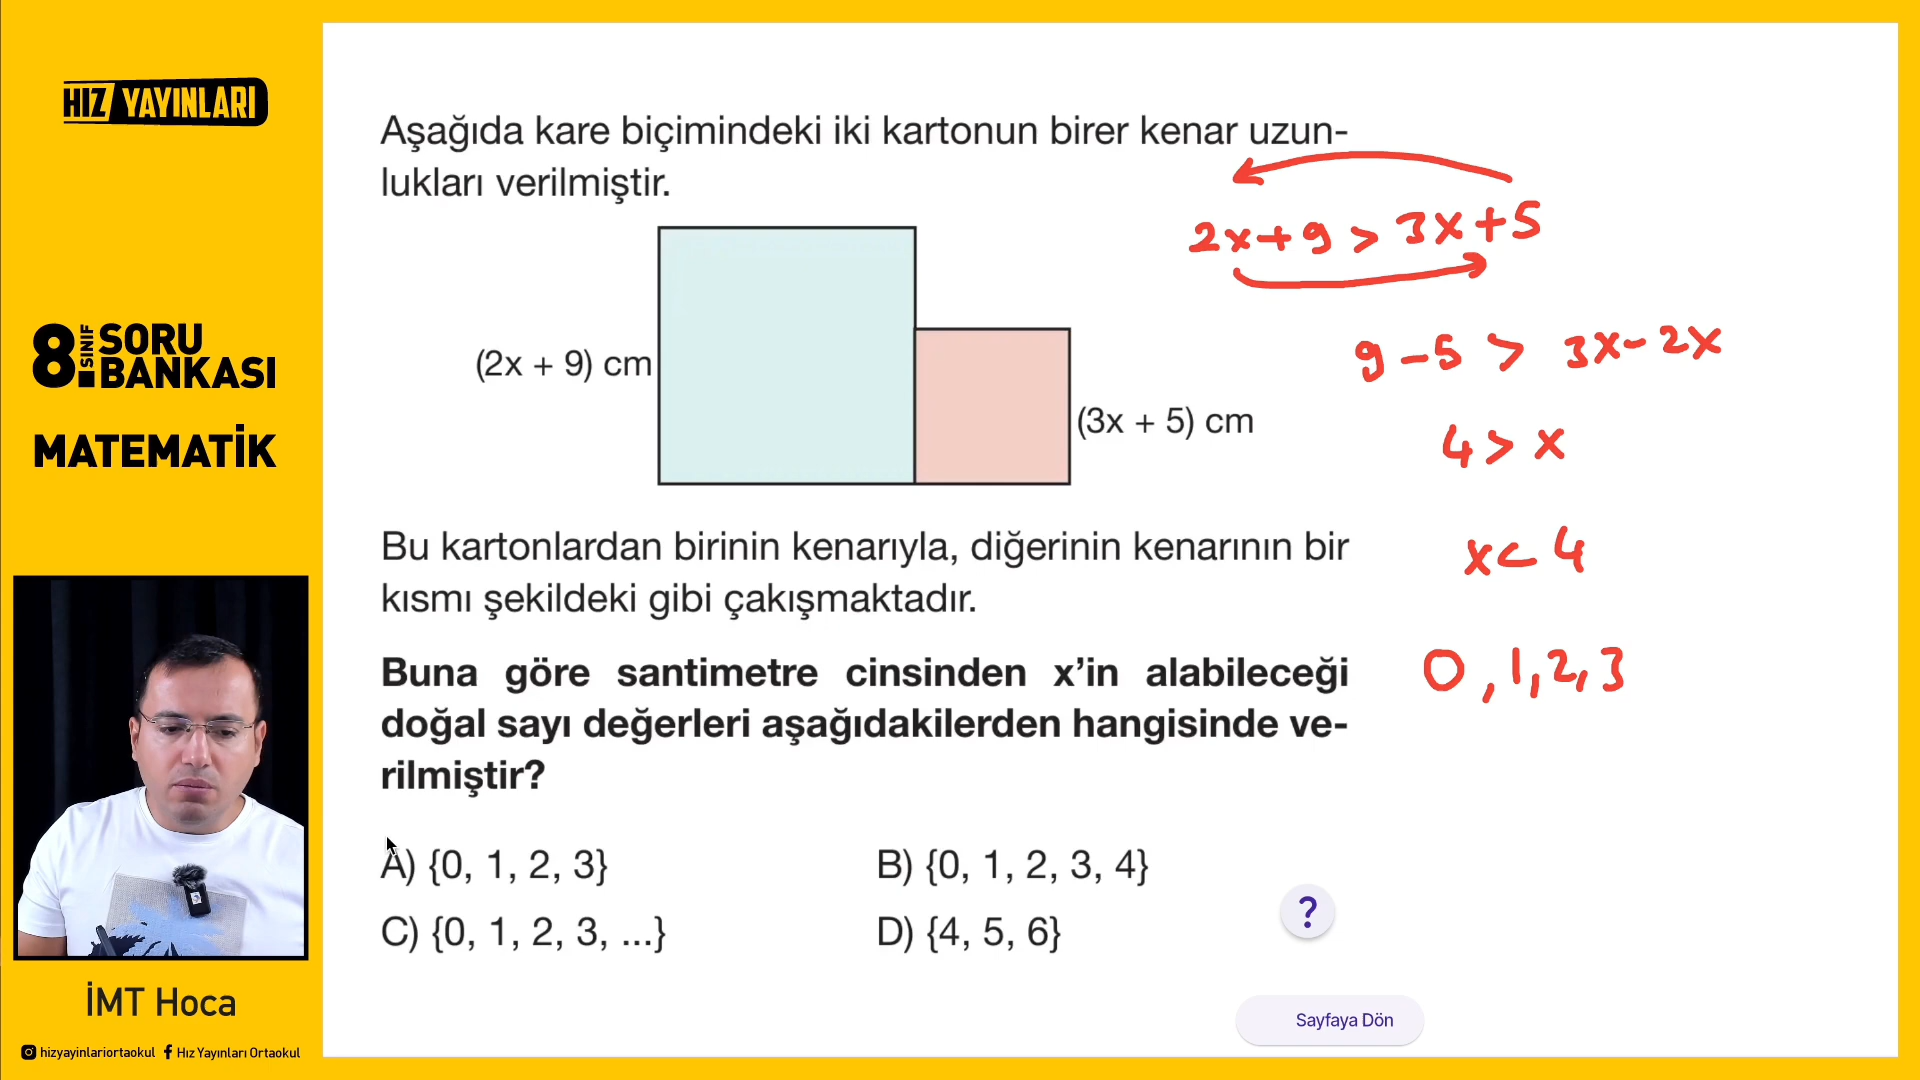 HIZ YAYINLARI
8. SINIF SORU BANKASI
MATEMATİK
İMT Hoca
hizyayinlariortaokul Hız Yayınları Ortaokul
Aşağıda kare biçimindeki iki kartonun birer kenar uzun-
lukları verilmiştir.
(2x + 9) cm
(3x + 5) cm
Bu kartonlardan birinin kenarıyla, diğerinin kenarının bir
kısmı şekildeki gibi çakışmaktadır.
Buna göre santimetre cinsinden x’in alabileceği
doğal sayı değerleri aşağıdakilerden hangisinde ve-
rilmiştir?
A) {0, 1, 2, 3}
B) {0, 1, 2, 3, 4}
C) {0, 1, 2, 3, ...}
D) {4, 5, 6}
2x+9 > 3x+5
9-5 > 3x-2x
4 > x
x < 4
0, 1, 2, 3
?
Sayfaya Dön